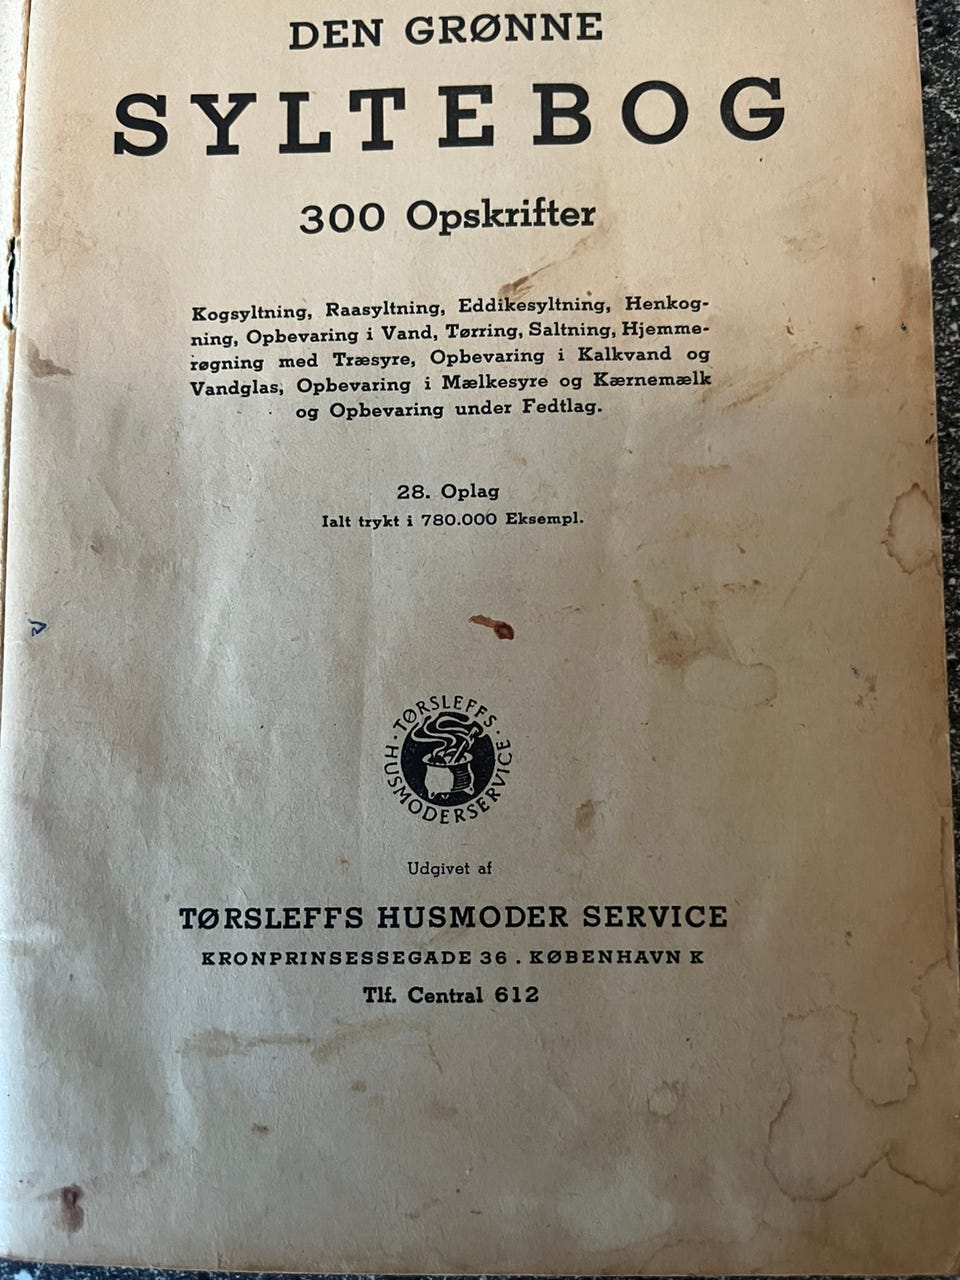 DEN GRØNNE
SYLTEBOG
300 Opskrifter
Kogsyltning, Raasyltning, Eddikesyltning, Henkog-
ning, Opbevaring i Vand, Tørring, Saltning, Hjemme-
røgning med Træsyre, Opbevaring i Kalkvand og
Vandglas, Opbevaring i Mælkesyre og Kærnemælk
og Opbevaring under Fedtlag.
28. Oplag
Ialt trykt i 780.000 Eksempl.
· TØRSLEFFS ·
HUSMODERSERVICE
Udgivet af
TØRSLEFFS HUSMODER SERVICE
KRONPRINSESSEGADE 36 . KØBENHAVN K
Tlf. Central 612